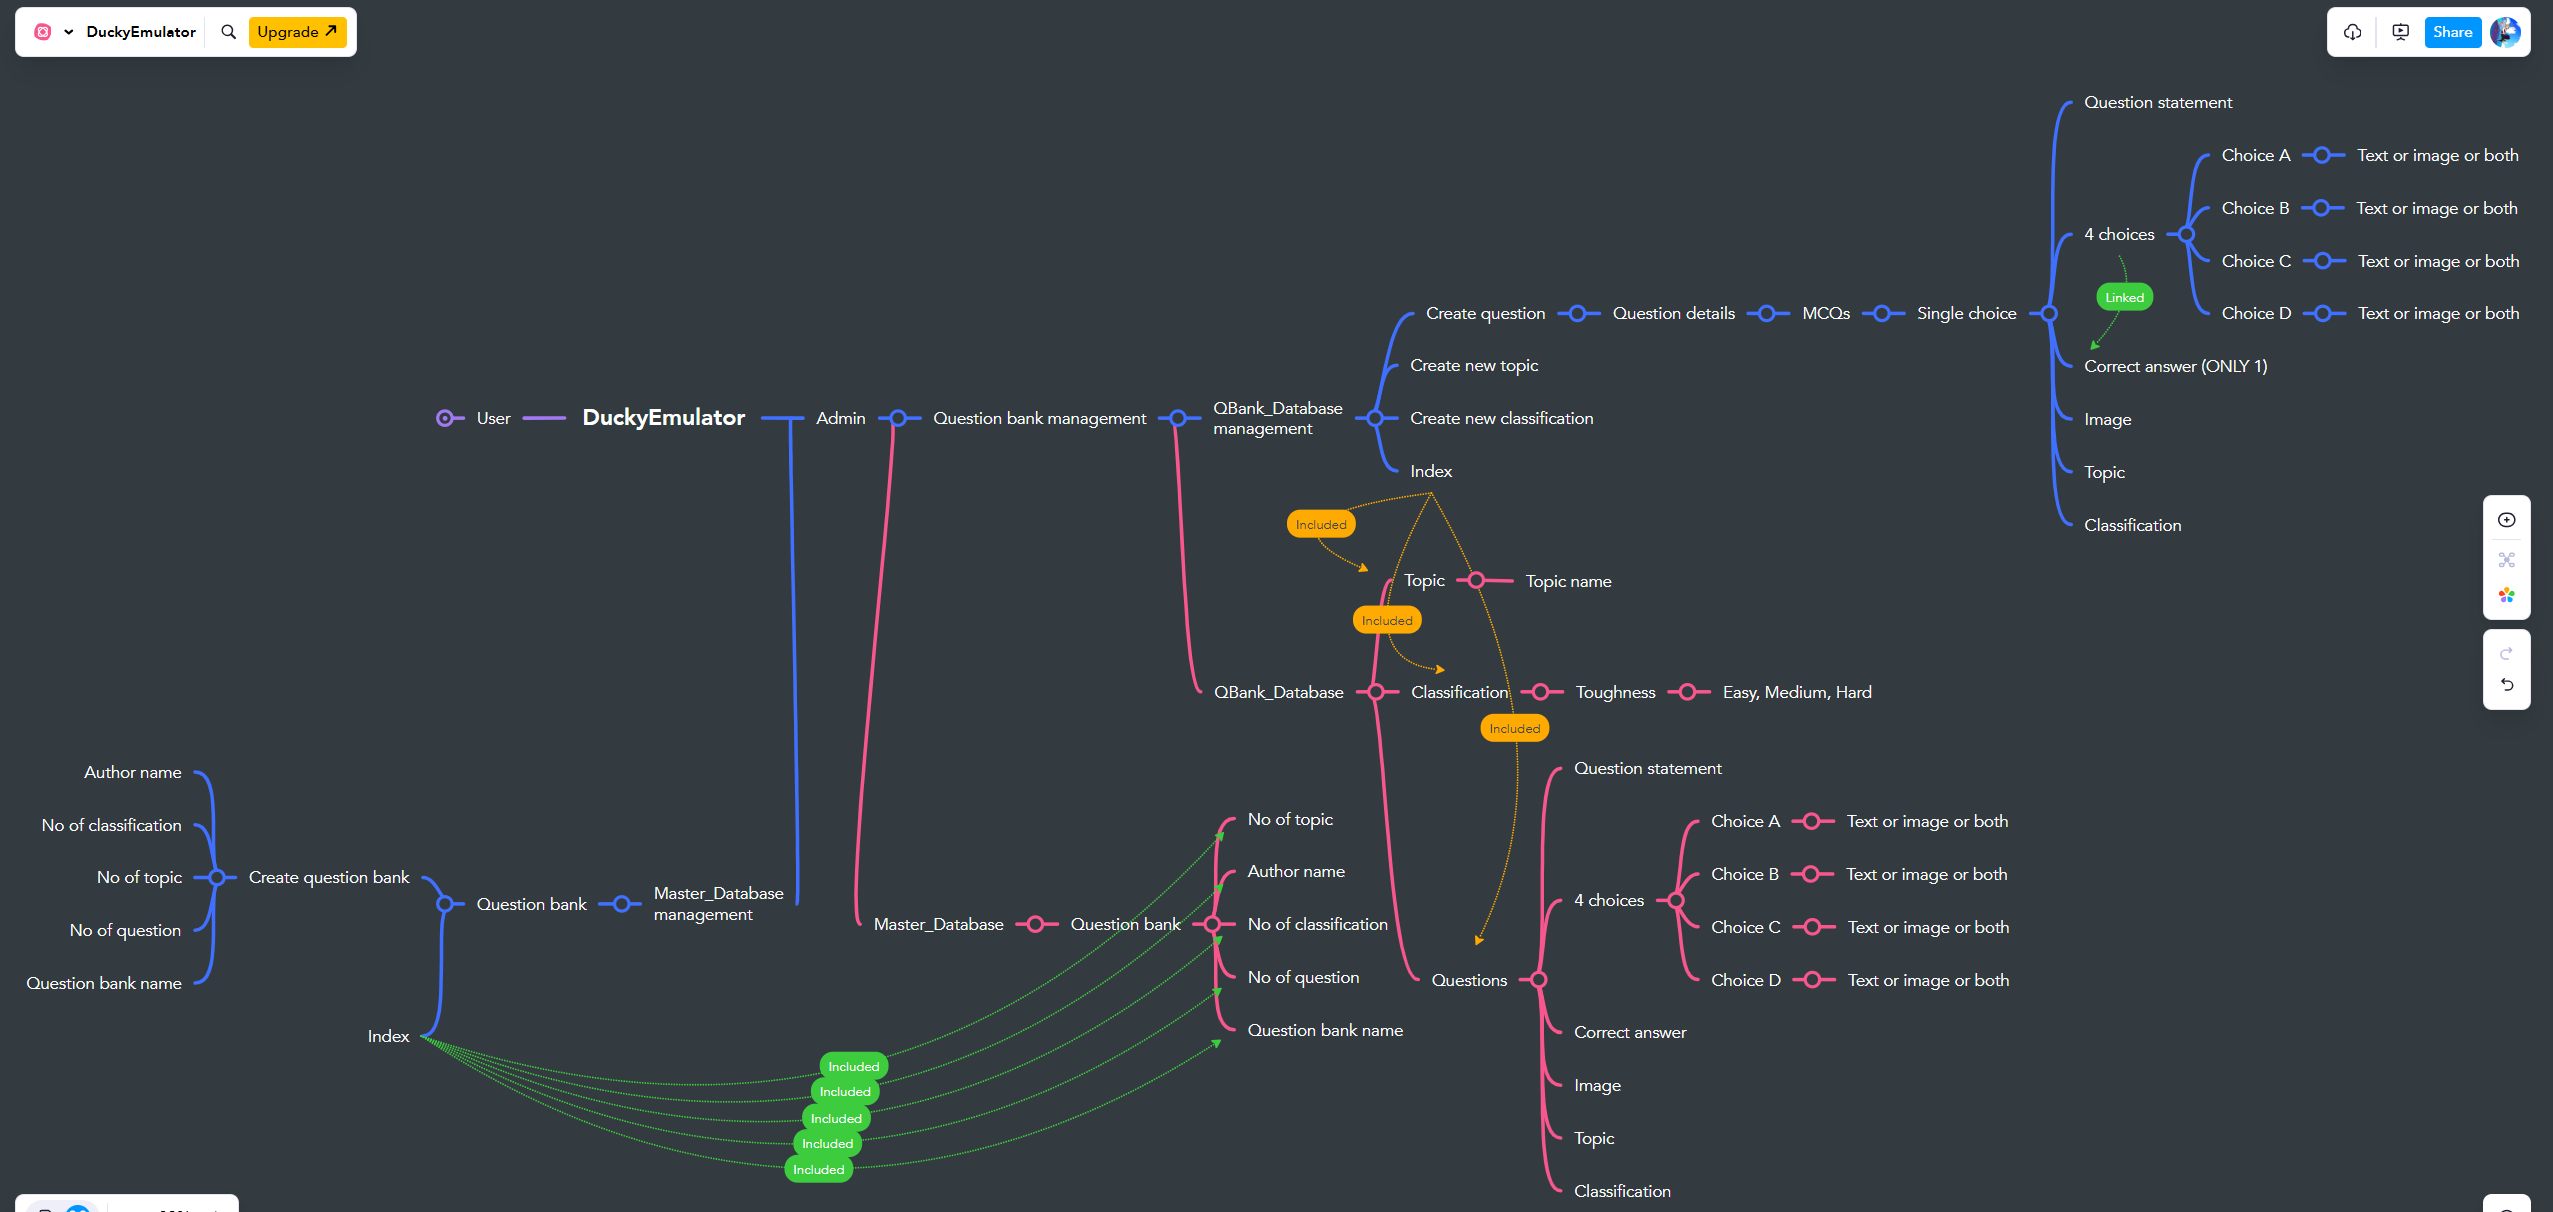 DuckyEmulator
Upgrade
Share
Question statement
Choice A
Text or image or both
Choice B
Text or image or both
4 choices
Choice C
Text or image or both
Linked
Choice D
Text or image or both
Create question
Question details
MCQs
Single choice
Create new topic
Correct answer (ONLY 1)
User
DuckyEmulator
Admin
Question bank management
QBank_Database
management
Create new classification
Image
Index
Topic
Included
Classification
Topic
Topic name
Included
QBank_Database
Classification
Toughness
Easy, Medium, Hard
Included
Author name
No of classification
No of topic
Create question bank
No of question
Question bank name
Question bank
Master_Database
management
Index
Master_Database
Question bank
No of topic
Author name
No of classification
No of question
Question bank name
Included
Included
Included
Included
Included
Questions
Question statement
4 choices
Choice A
Text or image or both
Choice B
Text or image or both
Choice C
Text or image or both
Choice D
Text or image or both
Correct answer
Image
Topic
Classification